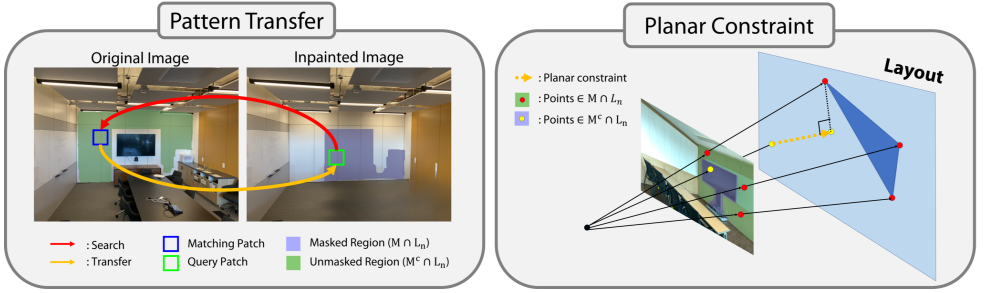 Pattern Transfer
Original Image
Inpainted Image
: Search
Matching Patch
Masked Region (M ∩ Lₙ)
: Transfer
Query Patch
Unmasked Region (Mᶜ ∩ Lₙ)
Planar Constraint
Layout
: Planar constraint
: Points ∈ M ∩ Lₙ
: Points ∈ Mᶜ ∩ Lₙ